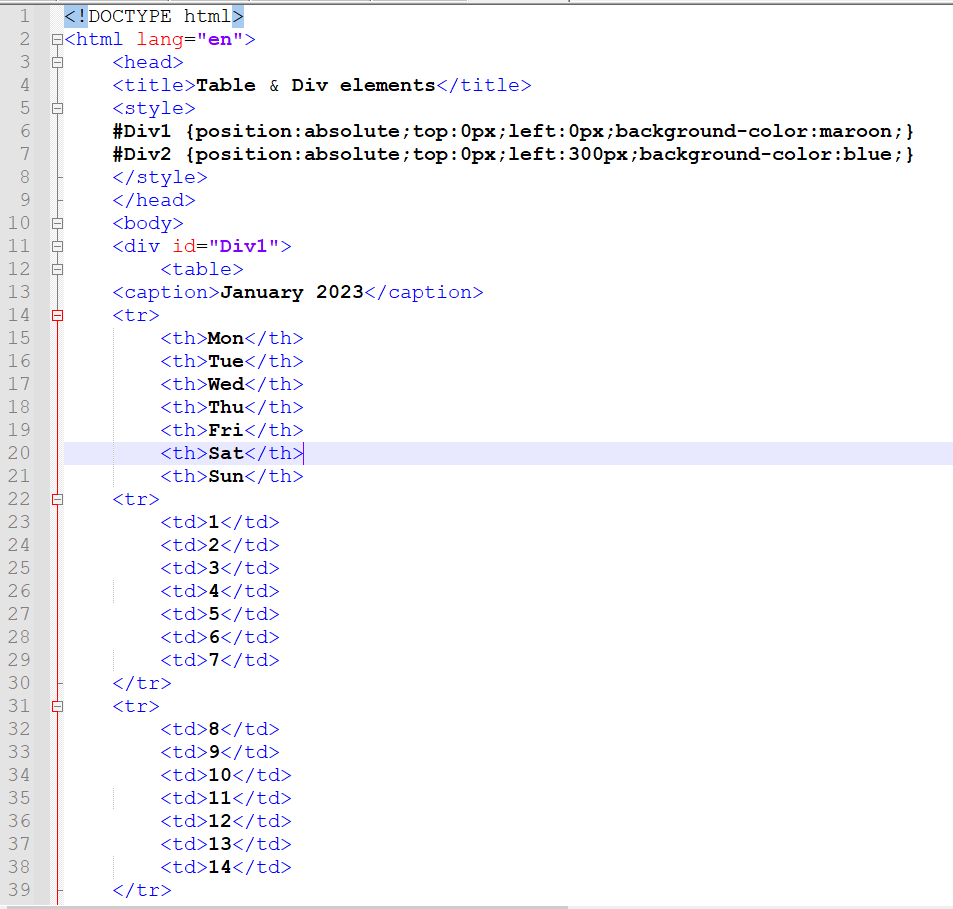 1 <!DOCTYPE html>
2 <html lang="en">
3 <head>
4 <title>Table & Div elements</title>
5 <style>
6 #Div1 {position:absolute;top:0px;left:0px;background-color:maroon;}
7 #Div2 {position:absolute;top:0px;left:300px;background-color:blue;}
8 </style>
9 </head>
10 <body>
11 <div id="Div1">
12 <table>
13 <caption>January 2023</caption>
14 <tr>
15 <th>Mon</th>
16 <th>Tue</th>
17 <th>Wed</th>
18 <th>Thu</th>
19 <th>Fri</th>
20 <th>Sat</th>
21 <th>Sun</th>
22 <tr>
23 <td>1</td>
24 <td>2</td>
25 <td>3</td>
26 <td>4</td>
27 <td>5</td>
28 <td>6</td>
29 <td>7</td>
30 </tr>
31 <tr>
32 <td>8</td>
33 <td>9</td>
34 <td>10</td>
35 <td>11</td>
36 <td>12</td>
37 <td>13</td>
38 <td>14</td>
39 </tr>